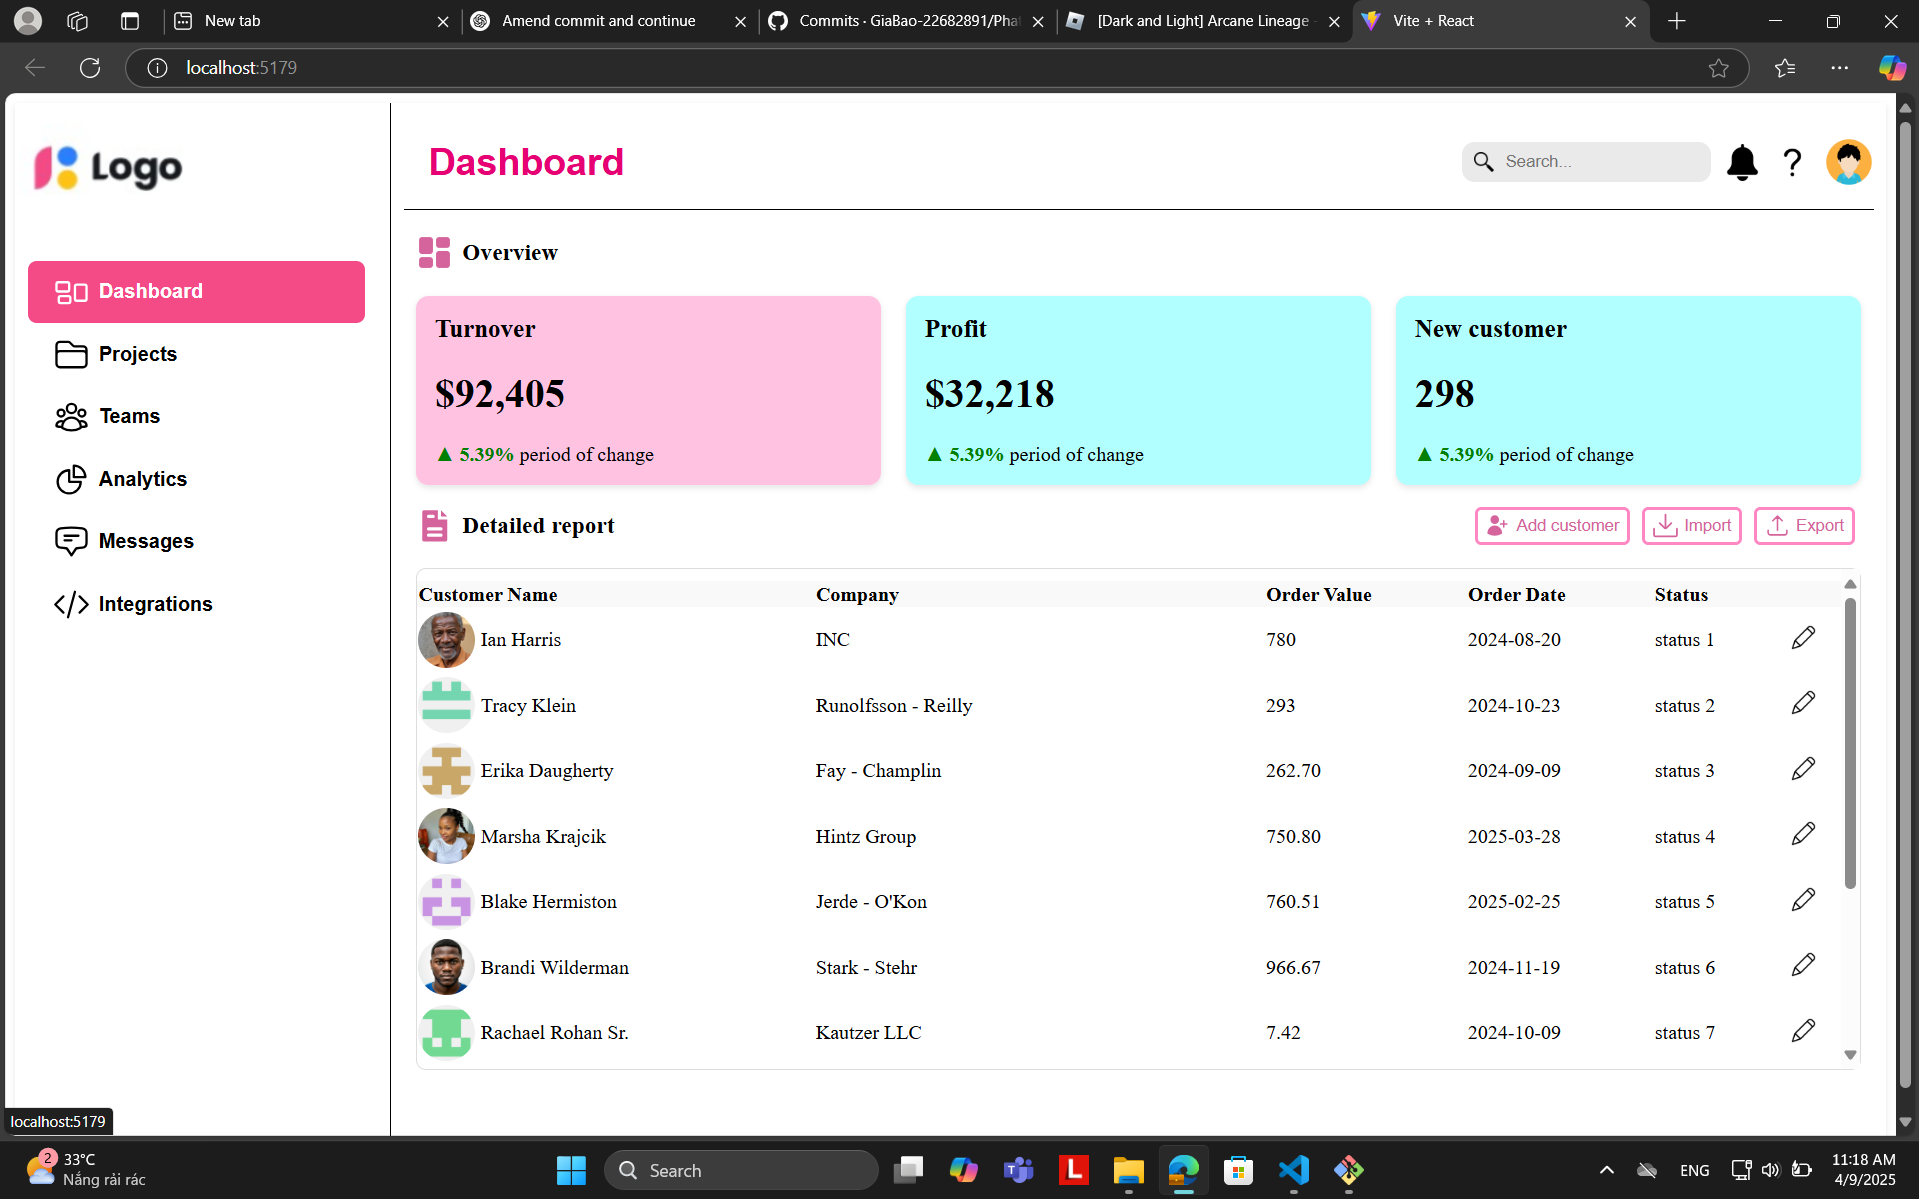 New tab
Amend commit and continue
Commits · GiaBao-22682891/Phat
[Dark and Light] Arcane Lineage -
Vite + React
localhost:5179
Logo
Dashboard
Search...
?
Dashboard
Projects
Teams
Analytics
Messages
Integrations
Overview
Turnover
$92,405
▲ 5.39% period of change
Profit
$32,218
▲ 5.39% period of change
New customer
298
▲ 5.39% period of change
Detailed report
Add customer
Import
Export
Customer Name Company Order Value Order Date Status
Ian Harris INC 780 2024-08-20 status 1
Tracy Klein Runolfsson - Reilly 293 2024-10-23 status 2
Erika Daugherty Fay - Champlin 262.70 2024-09-09 status 3
Marsha Krajcik Hintz Group 750.80 2025-03-28 status 4
Blake Hermiston Jerde - O'Kon 760.51 2025-02-25 status 5
Brandi Wilderman Stark - Stehr 966.67 2024-11-19 status 6
Rachael Rohan Sr. Kautzer LLC 7.42 2024-10-09 status 7
localhost:5179
2
33°C
Nắng rải rác
Search
L
ENG
11:18 AM
4/9/2025